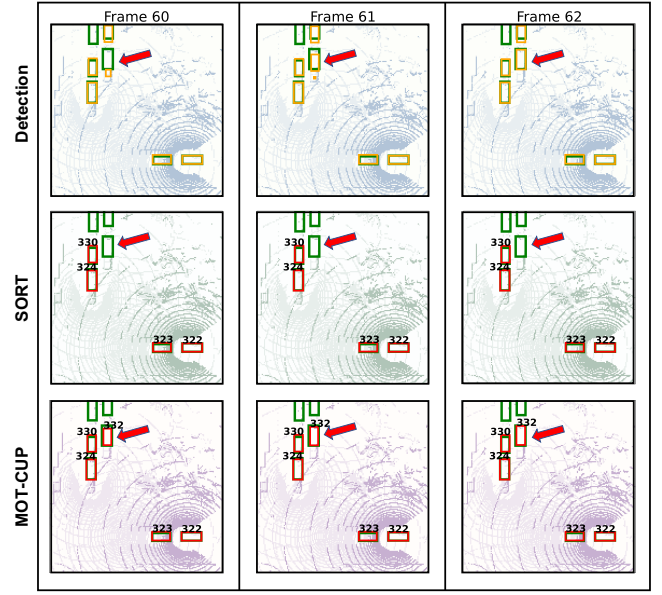 Frame 60 Frame 61 Frame 62
Detection
SORT
330 330 330
324 324 324
323 322 323 322 323 322
MOT-CUP
332 332 332
330 330 330
324 324 324
323 322 323 322 323 322